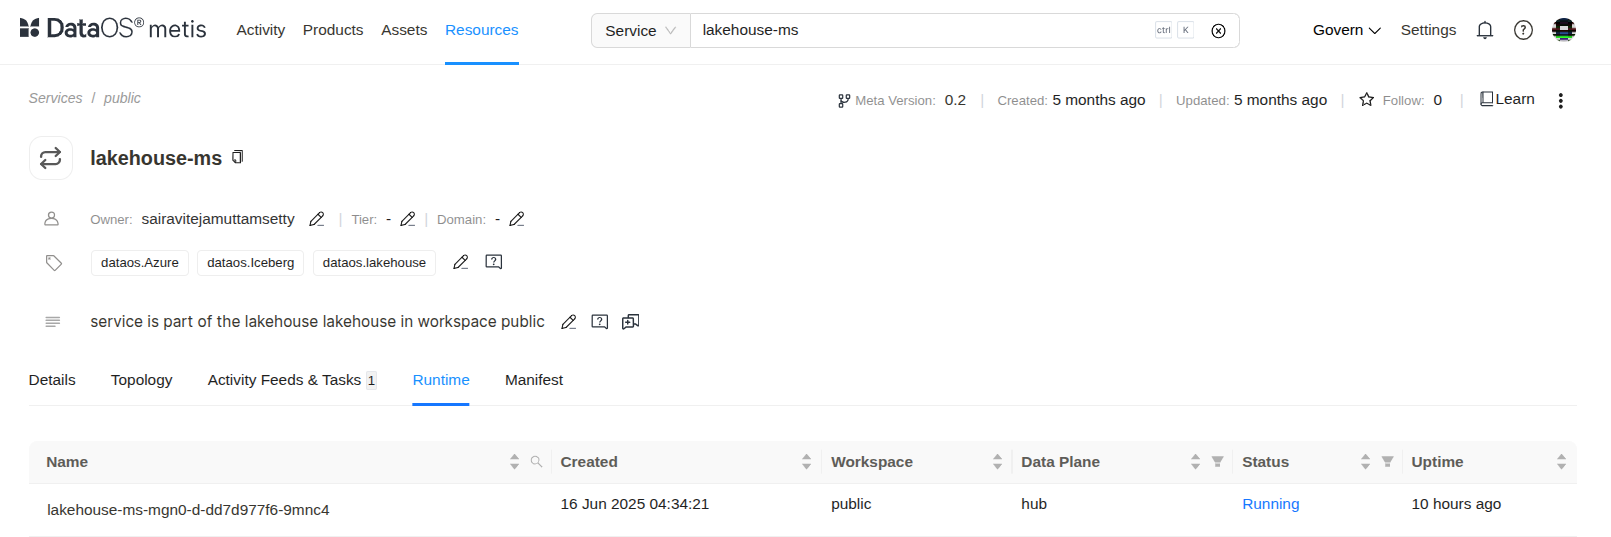 DataOS® metis Activity Products Assets Resources Service lakehouse-ms ctrl K Govern Settings
Services / public
Meta Version: 0.2 | Created: 5 months ago | Updated: 5 months ago | Follow: 0 | Learn
lakehouse-ms
Owner: sairavitejamuttamsetty | Tier: - | Domain: -
dataos.Azure dataos.Iceberg dataos.lakehouse
service is part of the lakehouse lakehouse in workspace public
Details Topology Activity Feeds & Tasks 1 Runtime Manifest
Name Created Workspace Data Plane Status Uptime
lakehouse-ms-mgn0-d-dd7d977f6-9mnc4 16 Jun 2025 04:34:21 public hub Running 10 hours ago